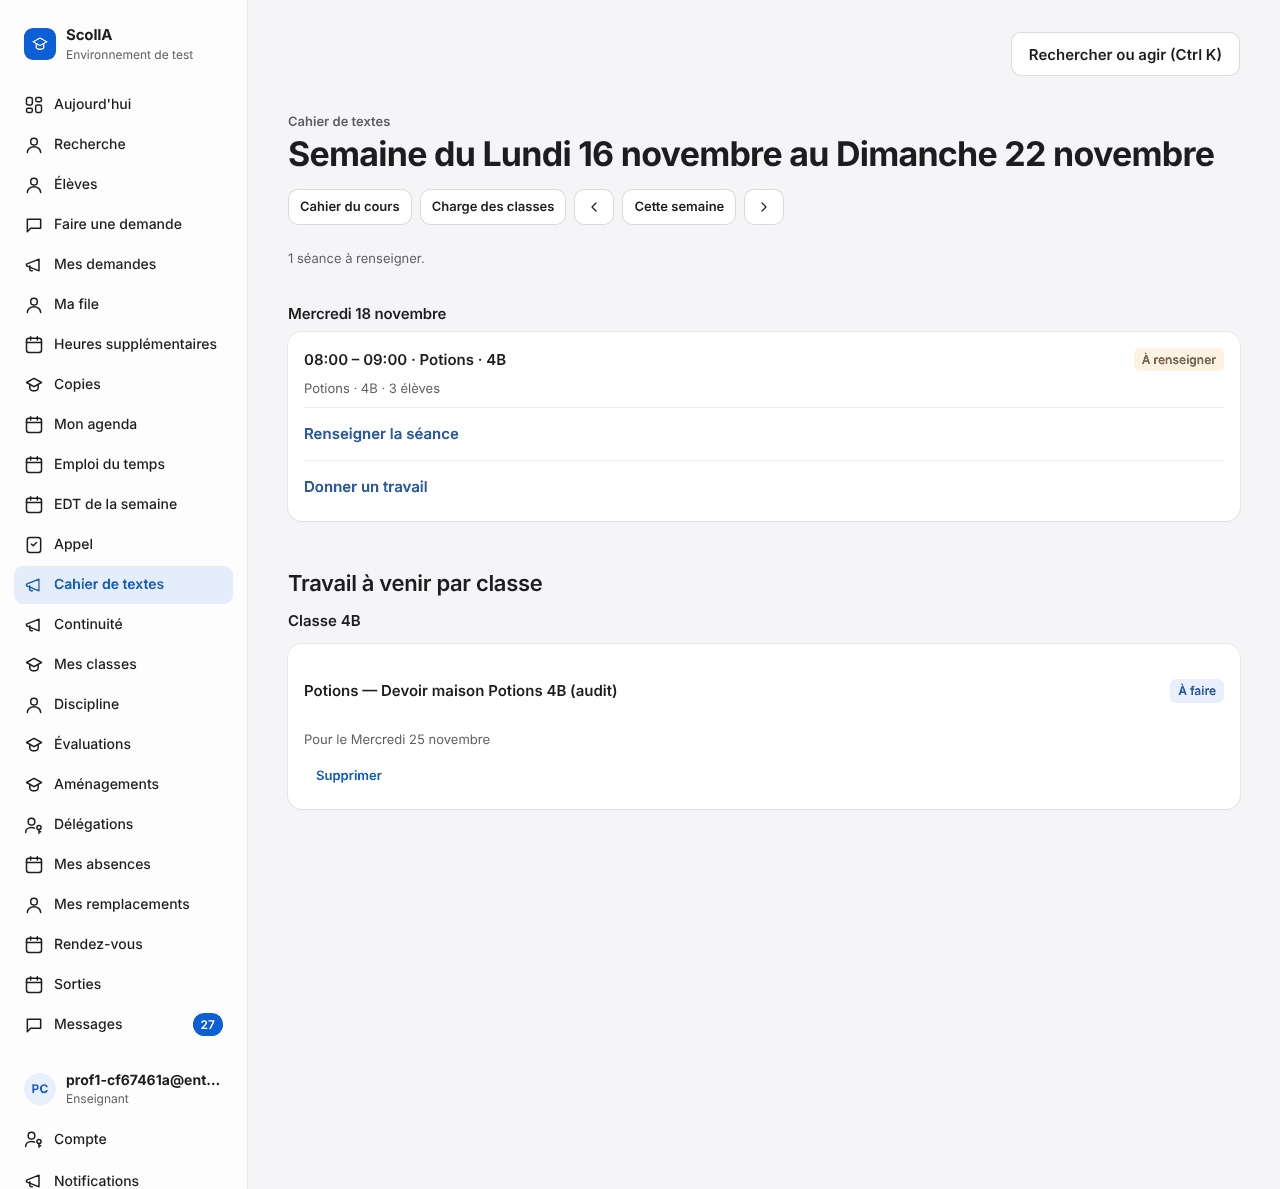 ScolIA
Environnement de test
Aujourd'hui
Recherche
Élèves
Faire une demande
Mes demandes
Ma file
Heures supplémentaires
Copies
Mon agenda
Emploi du temps
EDT de la semaine
Appel
Cahier de textes
Continuité
Mes classes
Discipline
Évaluations
Aménagements
Délégations
Mes absences
Mes remplacements
Rendez-vous
Sorties
Messages 27
PC prof1-cf67461a@ent...
Enseignant
Compte
Notifications
Rechercher ou agir (Ctrl K)
Cahier de textes
Semaine du Lundi 16 novembre au Dimanche 22 novembre
Cahier du cours Charge des classes Cette semaine
1 séance à renseigner.
Mercredi 18 novembre
08:00 – 09:00 · Potions · 4B À renseigner
Potions · 4B · 3 élèves
Renseigner la séance
Donner un travail
Travail à venir par classe
Classe 4B
Potions — Devoir maison Potions 4B (audit) À faire
Pour le Mercredi 25 novembre
Supprimer